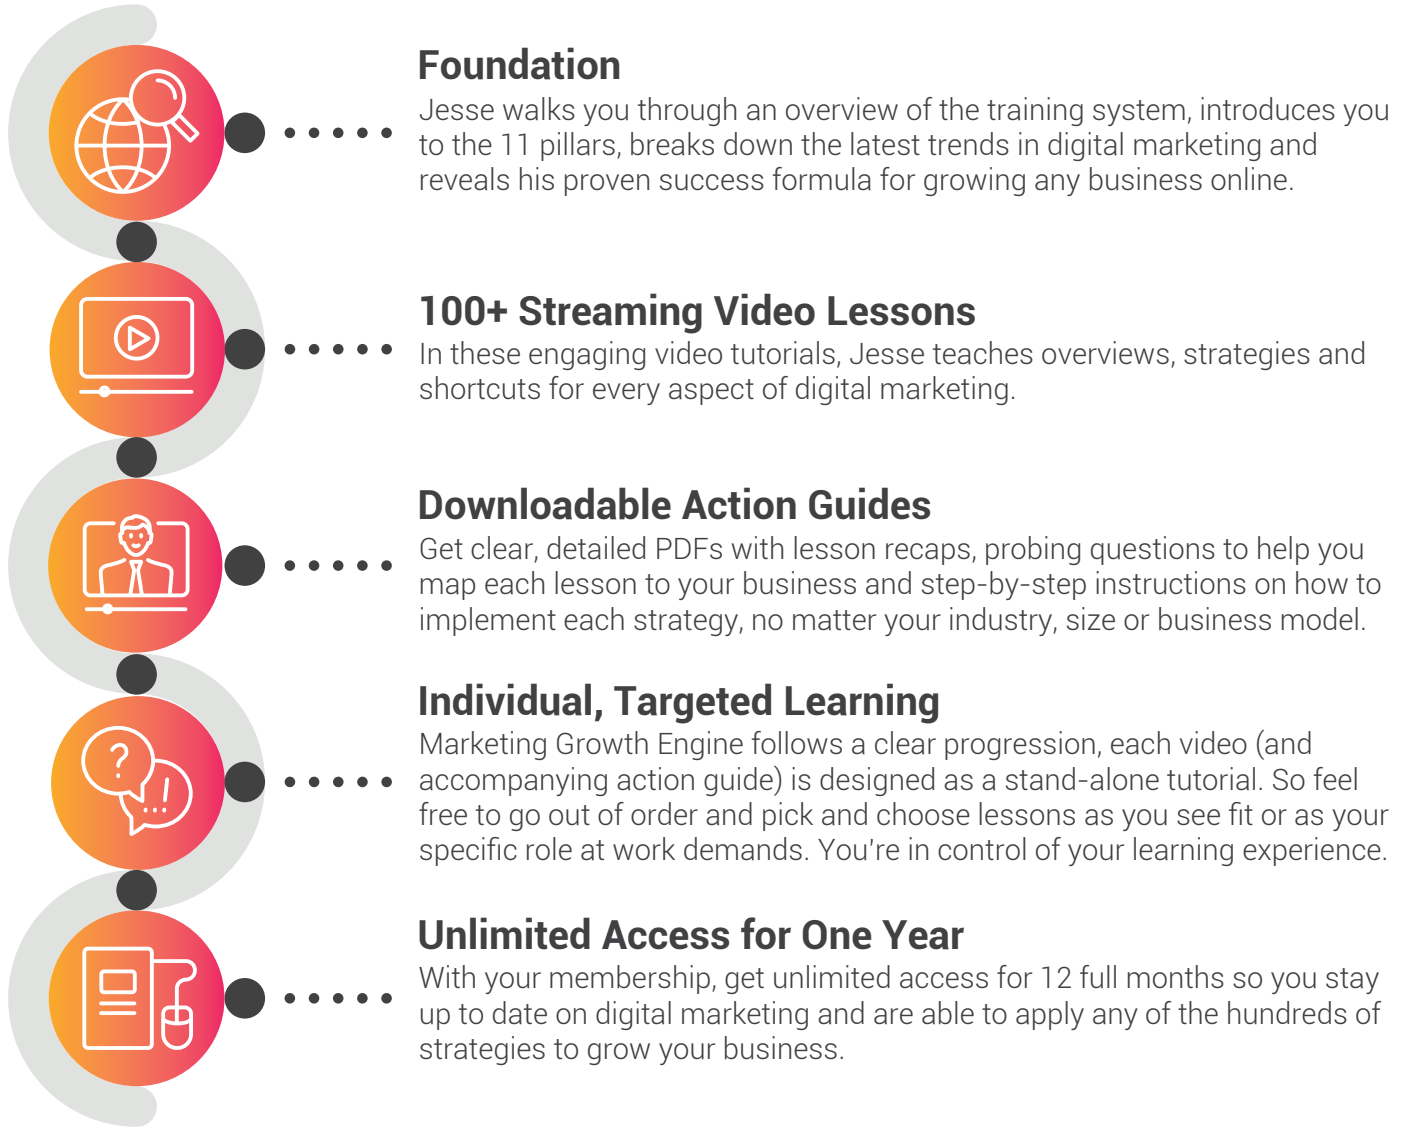 Foundation
Jesse walks you through an overview of the training system, introduces you
to the 11 pillars, breaks down the latest trends in digital marketing and
reveals his proven success formula for growing any business online.
100+ Streaming Video Lessons
In these engaging video tutorials, Jesse teaches overviews, strategies and
shortcuts for every aspect of digital marketing.
Downloadable Action Guides
Get clear, detailed PDFs with lesson recaps, probing questions to help you
map each lesson to your business and step-by-step instructions on how to
implement each strategy, no matter your industry, size or business model.
Individual, Targeted Learning
Marketing Growth Engine follows a clear progression, each video (and
accompanying action guide) is designed as a stand-alone tutorial. So feel
free to go out of order and pick and choose lessons as you see fit or as your
specific role at work demands. You're in control of your learning experience.
Unlimited Access for One Year
With your membership, get unlimited access for 12 full months so you stay
up to date on digital marketing and are able to apply any of the hundreds of
strategies to grow your business.